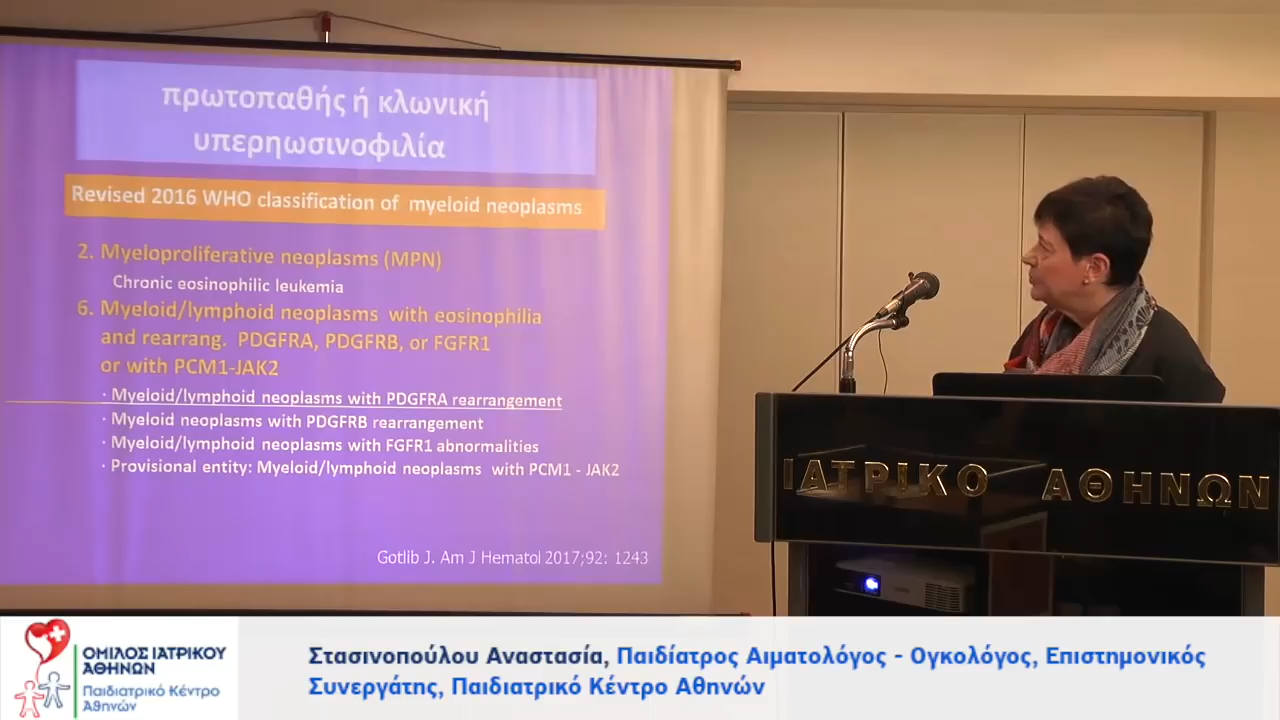 πρωτοπαθής ή κλωνική
υπερηωσινοφιλία
Revised 2016 WHO classification of myeloid neoplasms
2. Myeloproliferative neoplasms (MPN)
Chronic eosinophilic leukemia
6. Myeloid/lymphoid neoplasms with eosinophilia
and rearrang. PDGFRA, PDGFRB, or FGFR1
or with PCM1-JAK2
· Myeloid/lymphoid neoplasms with PDGFRA rearrangement
· Myeloid neoplasms with PDGFRB rearrangement
· Myeloid/lymphoid neoplasms with FGFR1 abnormalities
· Provisional entity: Myeloid/lymphoid neoplasms with PCM1 - JAK2
Gotlib J. Am J Hematol 2017;92: 1243
ΙΑΤΡΙΚΟ ΑΘΗΝΩΝ
ΟΜΙΛΟΣ ΙΑΤΡΙΚΟΥ
ΑΘΗΝΩΝ
Παιδιατρικό Κέντρο
Αθηνών
Στασινοπούλου Αναστασία, Παιδίατρος Αιματολόγος - Ογκολόγος, Επιστημονικός
Συνεργάτης, Παιδιατρικό Κέντρο Αθηνών